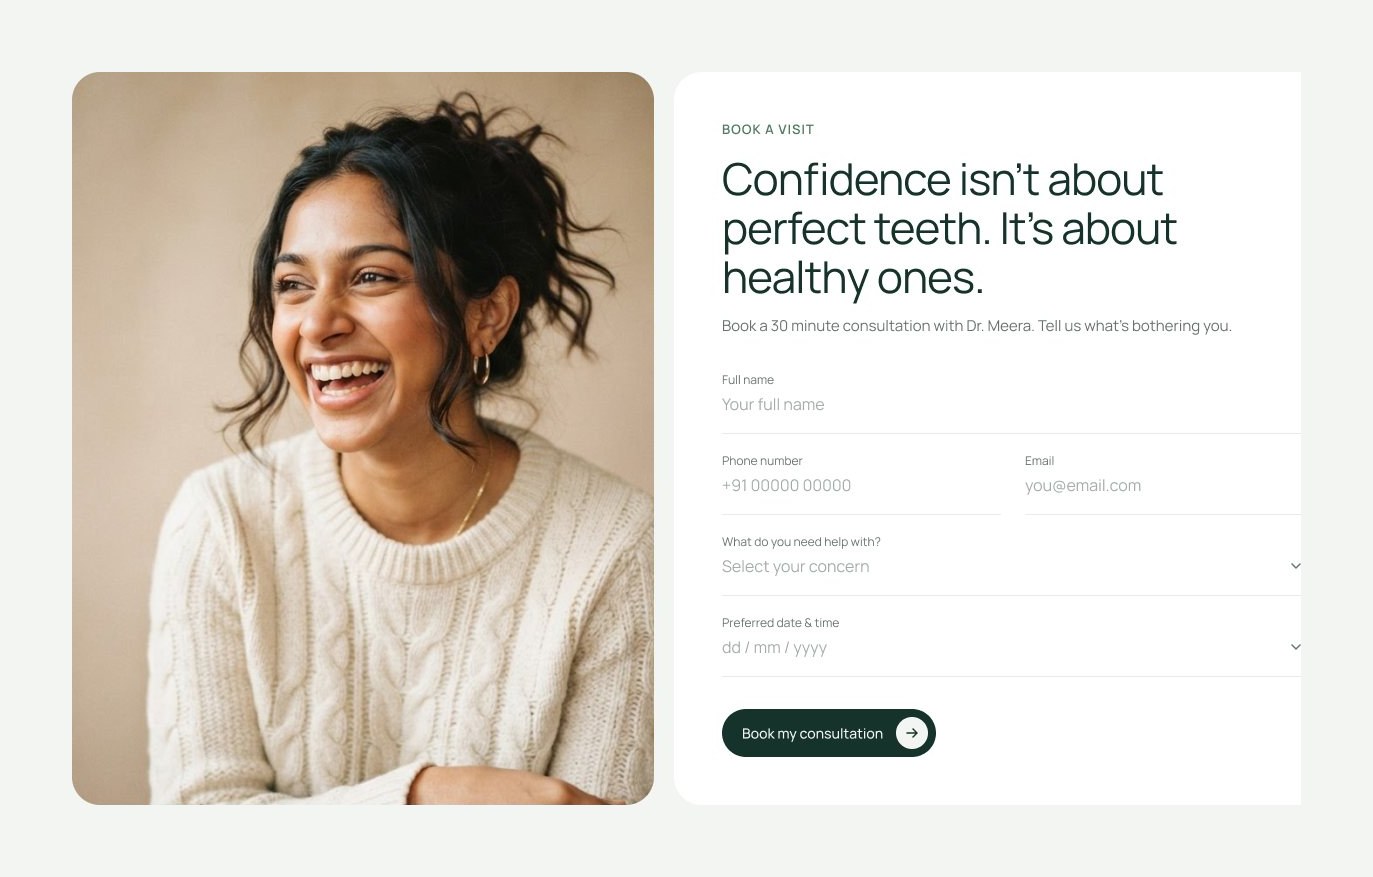 BOOK A VISIT
Confidence isn’t about
perfect teeth. It’s about
healthy ones.
Book a 30 minute consultation with Dr. Meera. Tell us what’s bothering you.
Full name
Your full name
Phone number
+91 00000 00000
Email
you@email.com
What do you need help with?
Select your concern
Preferred date & time
dd / mm / yyyy
Book my consultation